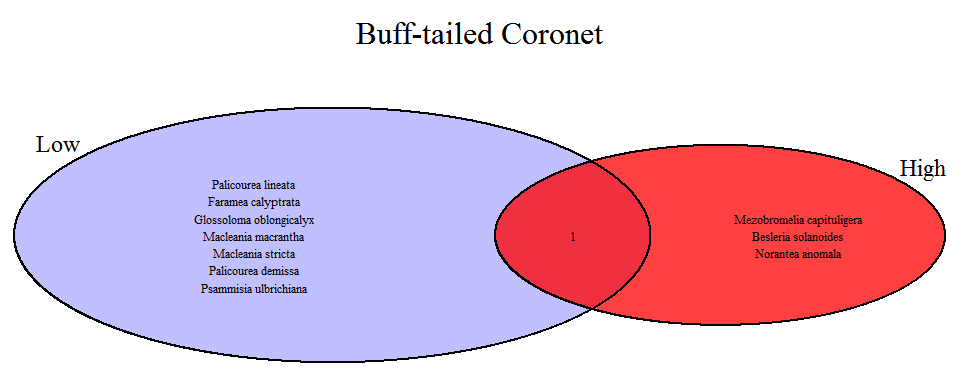 Buff-tailed Coronet
Low
High
Palicourea lineata
Faramea calyptrata
Glossoloma oblongicalyx
Macleania macrantha
Macleania stricta
Palicourea demissa
Psammisia ulbrichiana
1
Mezobromelia capituligera
Besleria solanoides
Norantea anomala